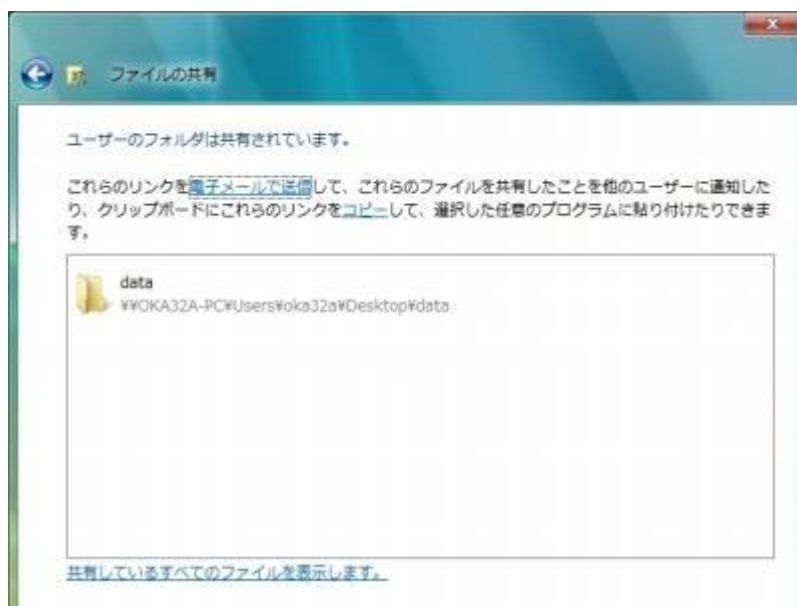 ファイルの共有
ユーザーのフォルダは共有されています。
これらのリンクを電子メールで送信して、これらのファイルを共有したことを他のユーザーに通知した
り、クリップボードにこれらのリンクをコピーして、選択した任意のプログラムに貼り付けたりできま
す。
data
¥¥OKA32A-PC¥Users¥oka32a¥Desktop¥data
共有しているすべてのファイルを表示します。